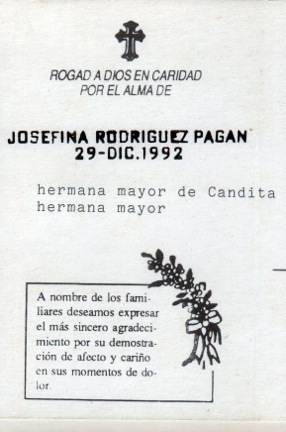 ROGAD A DIOS EN CARIDAD
POR EL ALMA DE
JOSEFINA RODRIGUEZ PAGAN
29-DIC.1992
hermana mayor de Candita
hermana mayor
A nombre de los fami-
liares deseamos expresar
el más sincero agradeci-
miento por su demostra-
ción de afecto y cariño
en sus momentos de do-
lor.